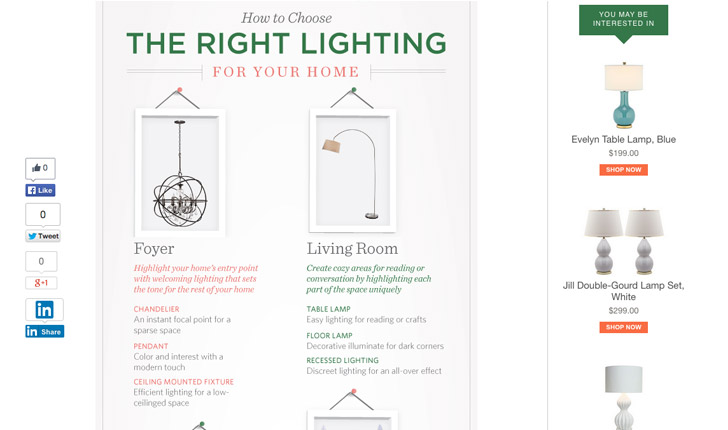 How to Choose
THE RIGHT LIGHTING
FOR YOUR HOME
Foyer
Highlight your home's entry point
with welcoming lighting that sets
the tone for the rest of your home
CHANDELIER
An instant focal point for a
sparse space
PENDANT
Color and interest with a
modern touch
CEILING MOUNTED FIXTURE
Efficient lighting for a low-
ceilinged space
Living Room
Create cozy areas for reading or
conversation by highlighting each
part of the space uniquely
TABLE LAMP
Easy lighting for reading or crafts
FLOOR LAMP
Decorative illuminate for dark corners
RECESSED LIGHTING
Discreet lighting for an all-over effect
0
Like
0
Tweet
0
g+1
in
in Share
YOU MAY BE
INTERESTED IN
Evelyn Table Lamp, Blue
$199.00
SHOP NOW
Jill Double-Gourd Lamp Set,
White
$299.00
SHOP NOW